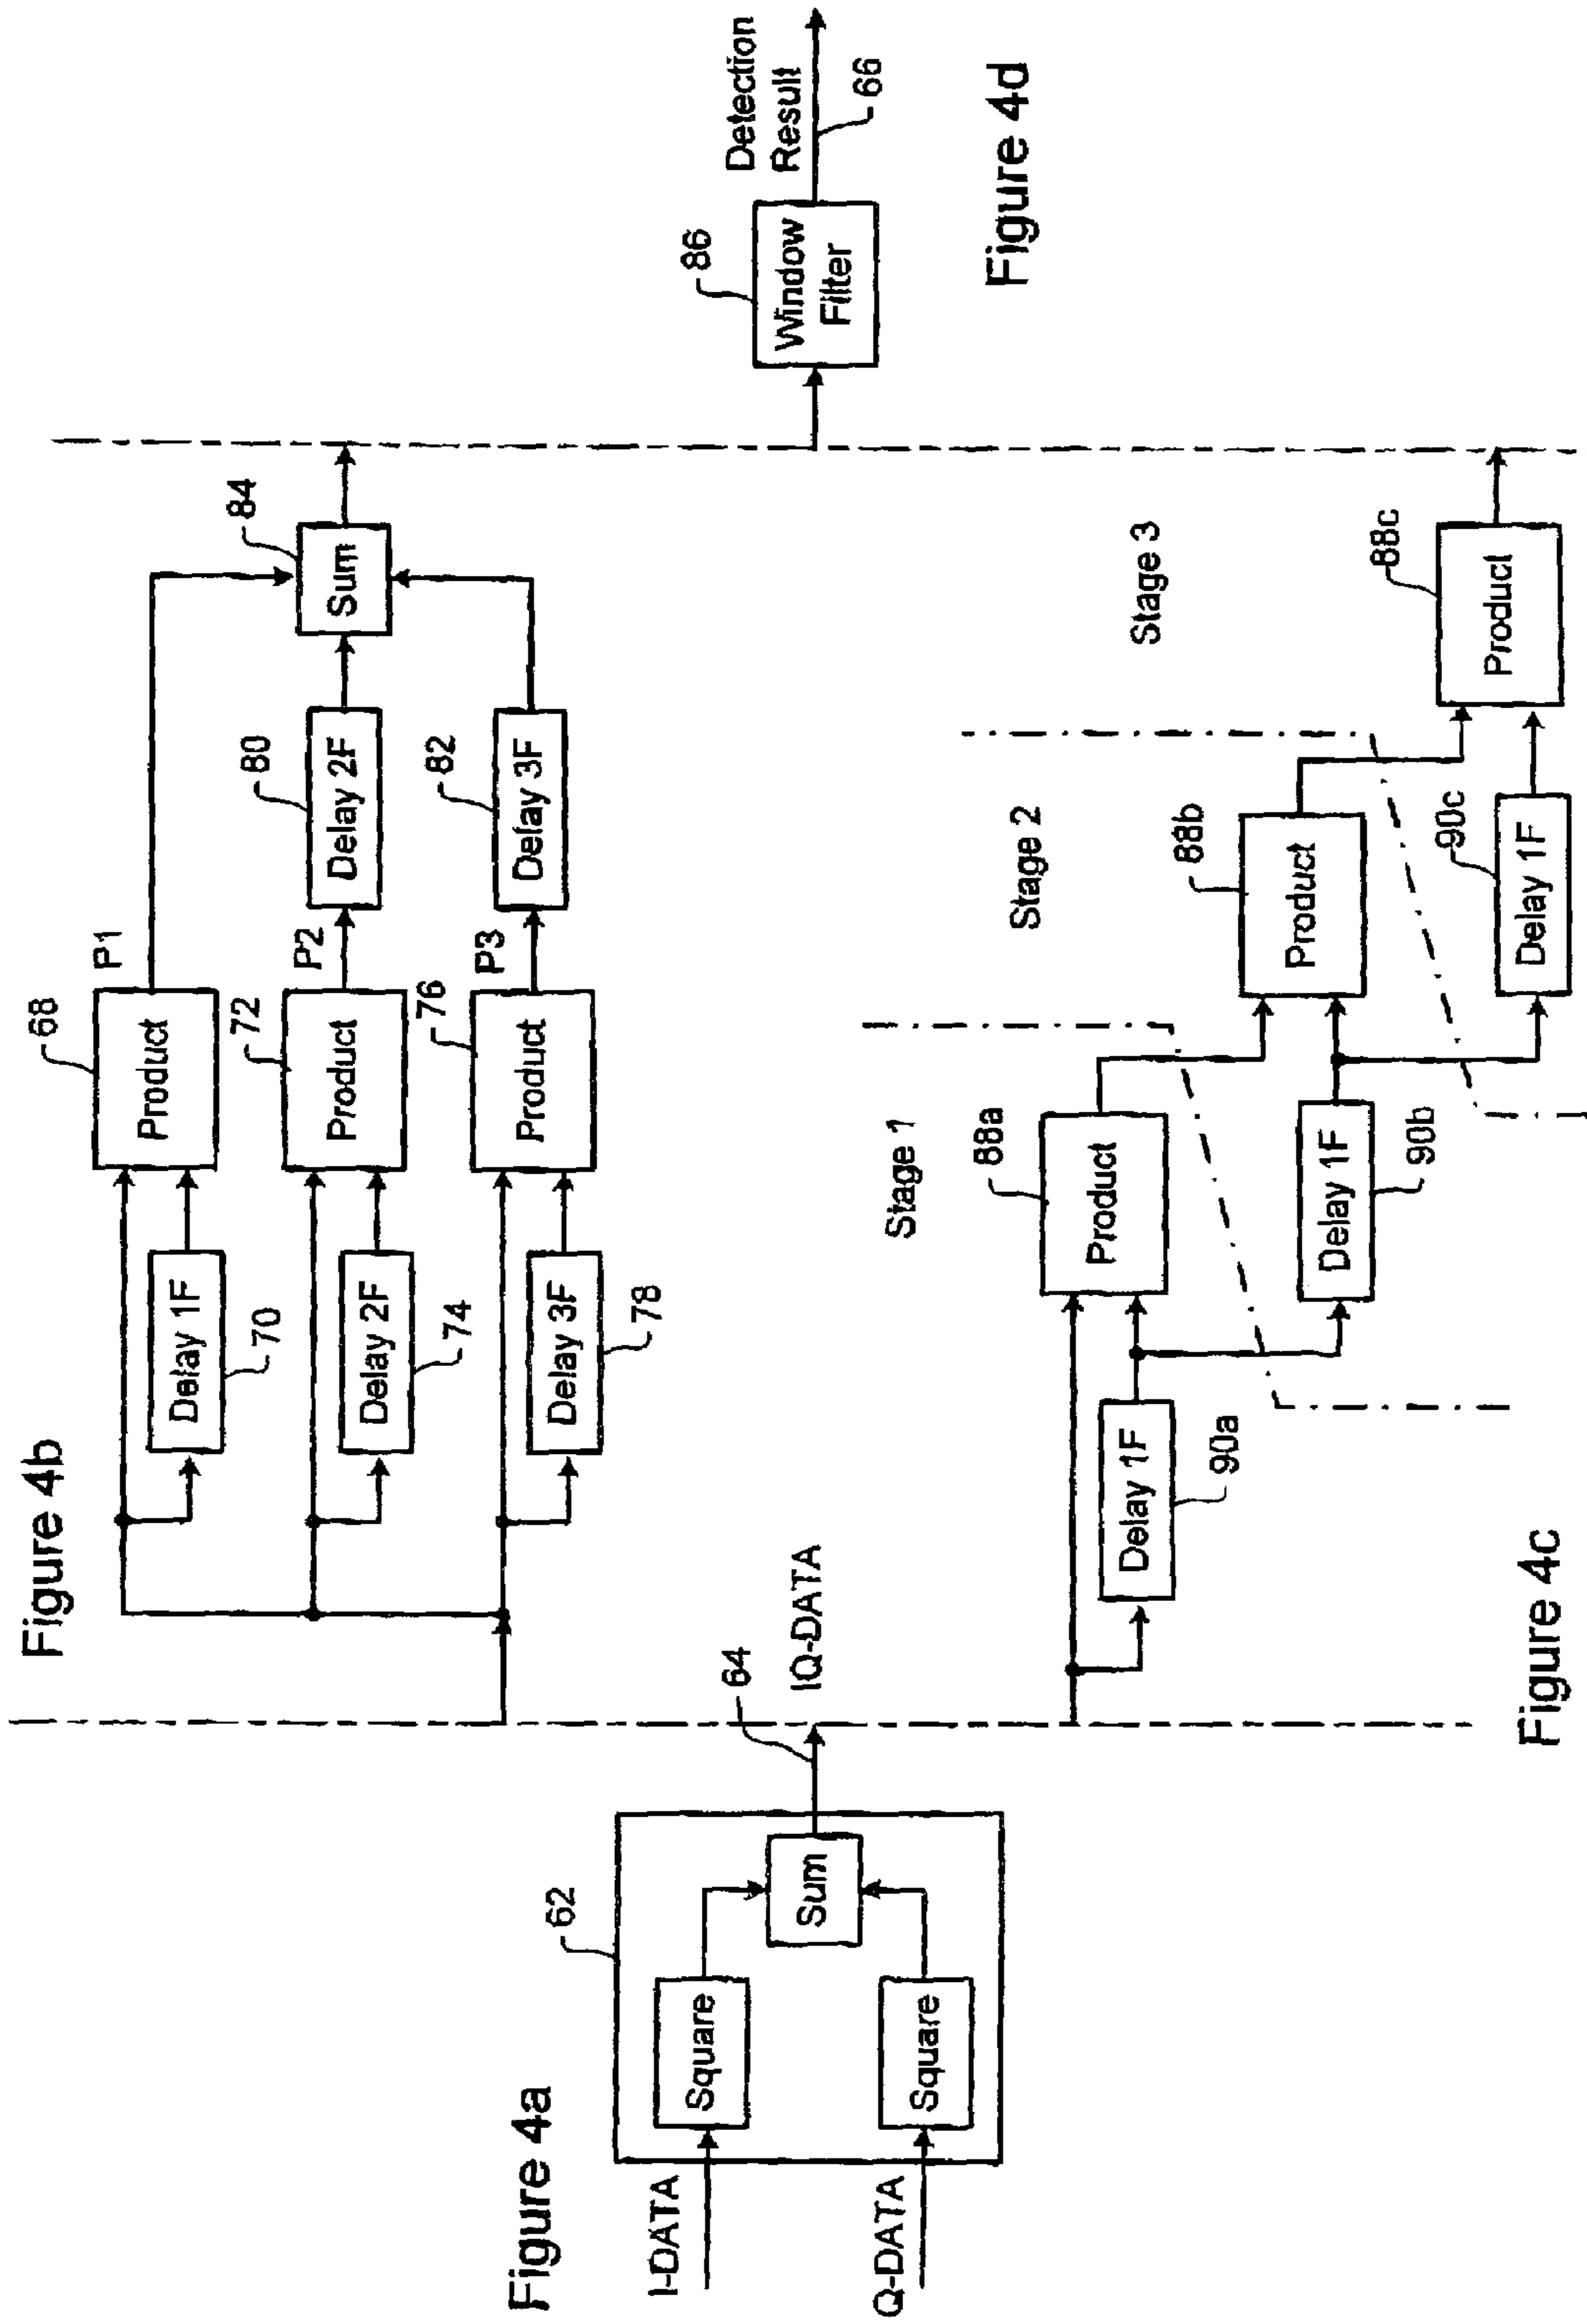 Figure 4a
I-DATA
Q-DATA
62
Square
Square
Sum
64
IQ-DATA
Figure 4b
68
Product
P1
Delay 1F
70
72
Product
P2
Delay 2F
74
76
Product
P3
Delay 3F
78
80
Delay 2F
82
Delay 3F
84
Sum
Figure 4c
Stage 1
88a
Product
Delay 1F
90a
Stage 2
88b
Product
Delay 1F
90b
Stage 3
88c
Product
90c
Delay 1F
Figure 4d
86
Window
Filter
Detection
Result
66